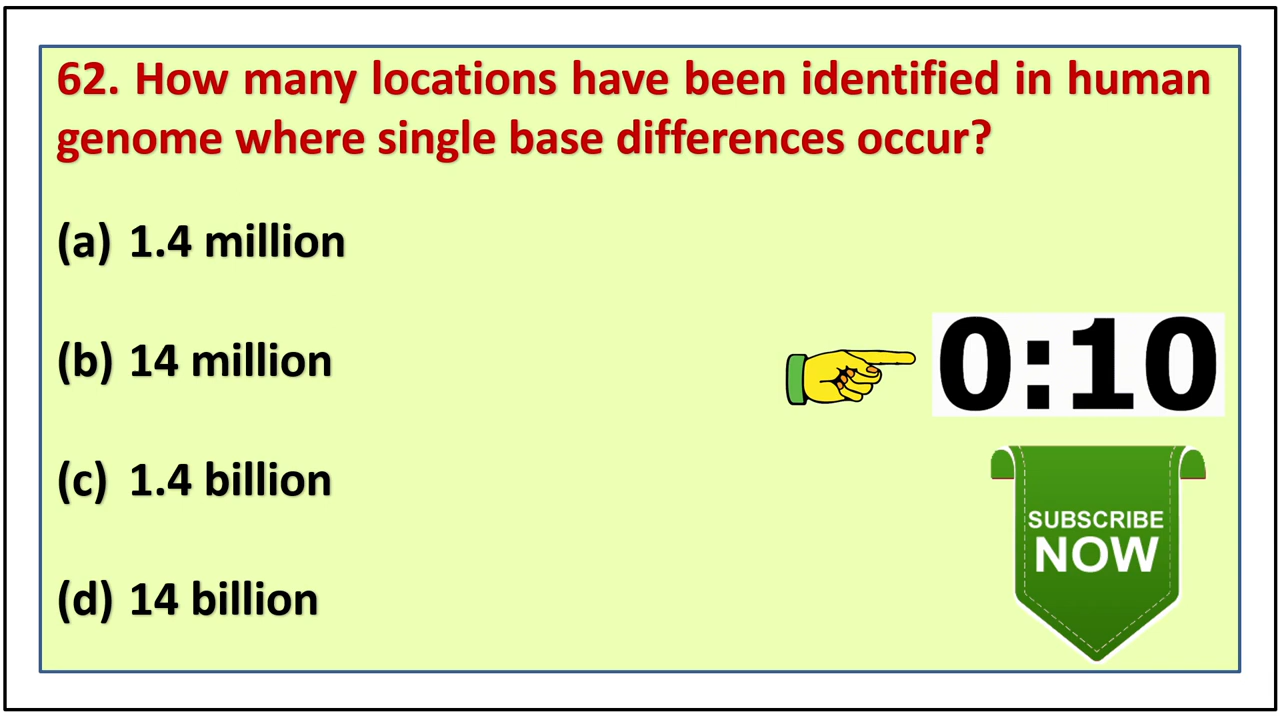 62. How many locations have been identified in human
genome where single base differences occur?
(a) 1.4 million
(b) 14 million
0:10
(c) 1.4 billion
SUBSCRIBE
NOW
(d) 14 billion